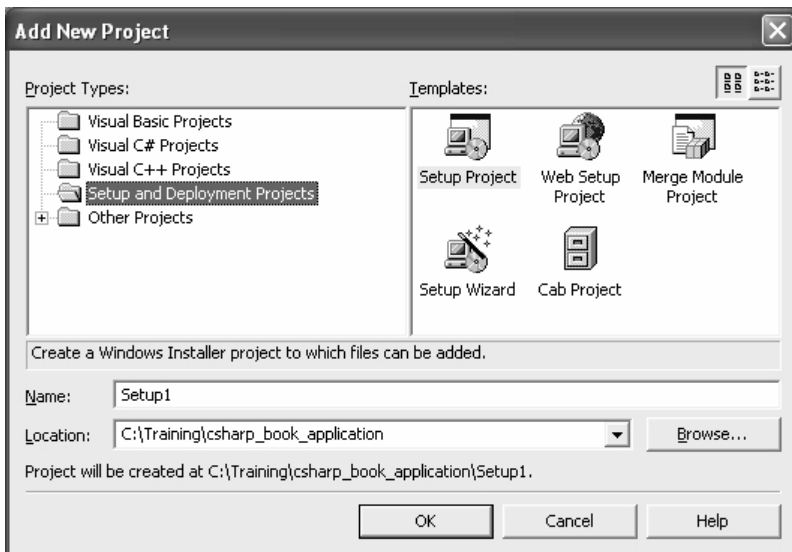 Add New Project
Project Types:
Templates:
Visual Basic Projects
Visual C# Projects
Visual C++ Projects
Setup and Deployment Projects
Other Projects
Setup Project
Web Setup
Project
Merge Module
Project
Setup Wizard
Cab Project
Create a Windows Installer project to which files can be added.
Name:
Setup1
Location:
C:\Training\csharp_book_application
Browse...
Project will be created at C:\Training\csharp_book_application\Setup1.
OK
Cancel
Help